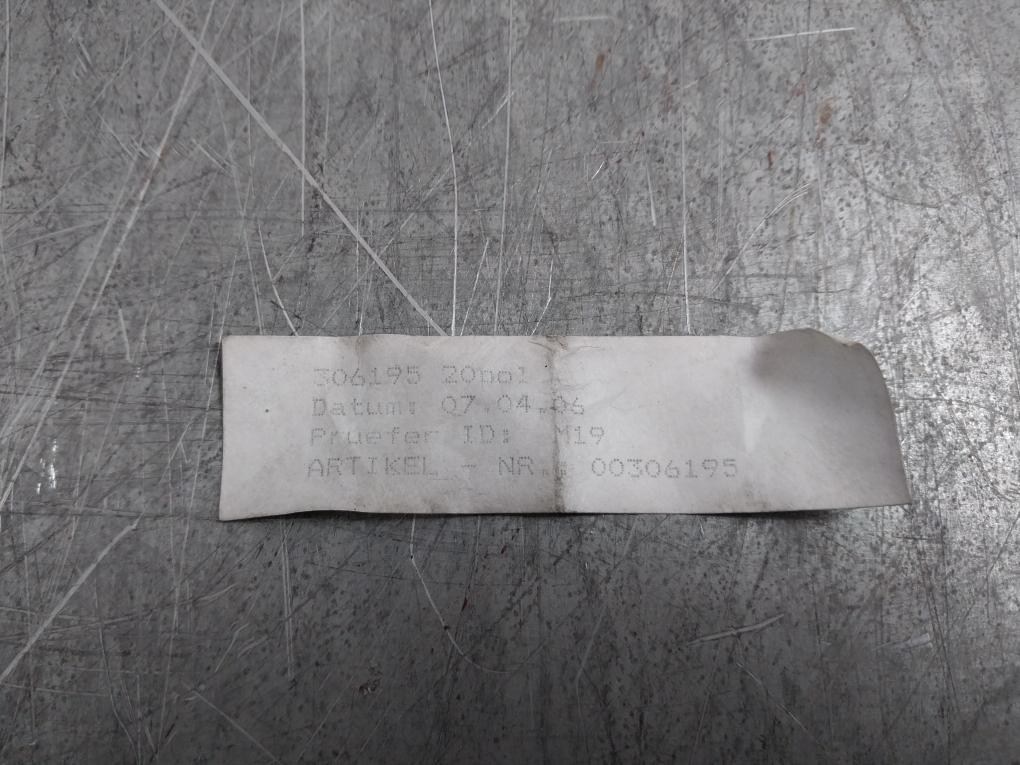 306195 20pol
Datum: 07.04.06
Pruefer ID: M19
ARTIKEL - NR.: 00306195